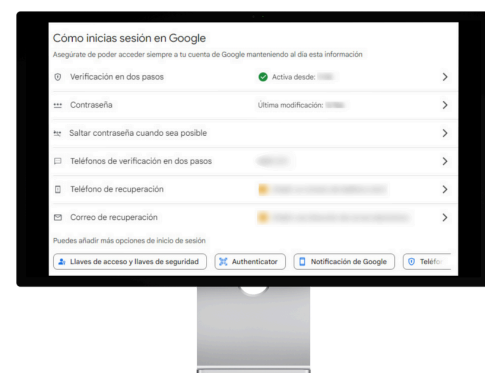 Cómo inicias sesión en Google
Asegúrate de poder acceder siempre a tu cuenta de Google manteniendo al día esta información
Verificación en dos pasos Activa desde:
Contraseña Última modificación:
Saltar contraseña cuando sea posible
Teléfonos de verificación en dos pasos
Teléfono de recuperación
Correo de recuperación
Puedes añadir más opciones de inicio de sesión
Llaves de acceso y llaves de seguridad Authenticator Notificación de Google